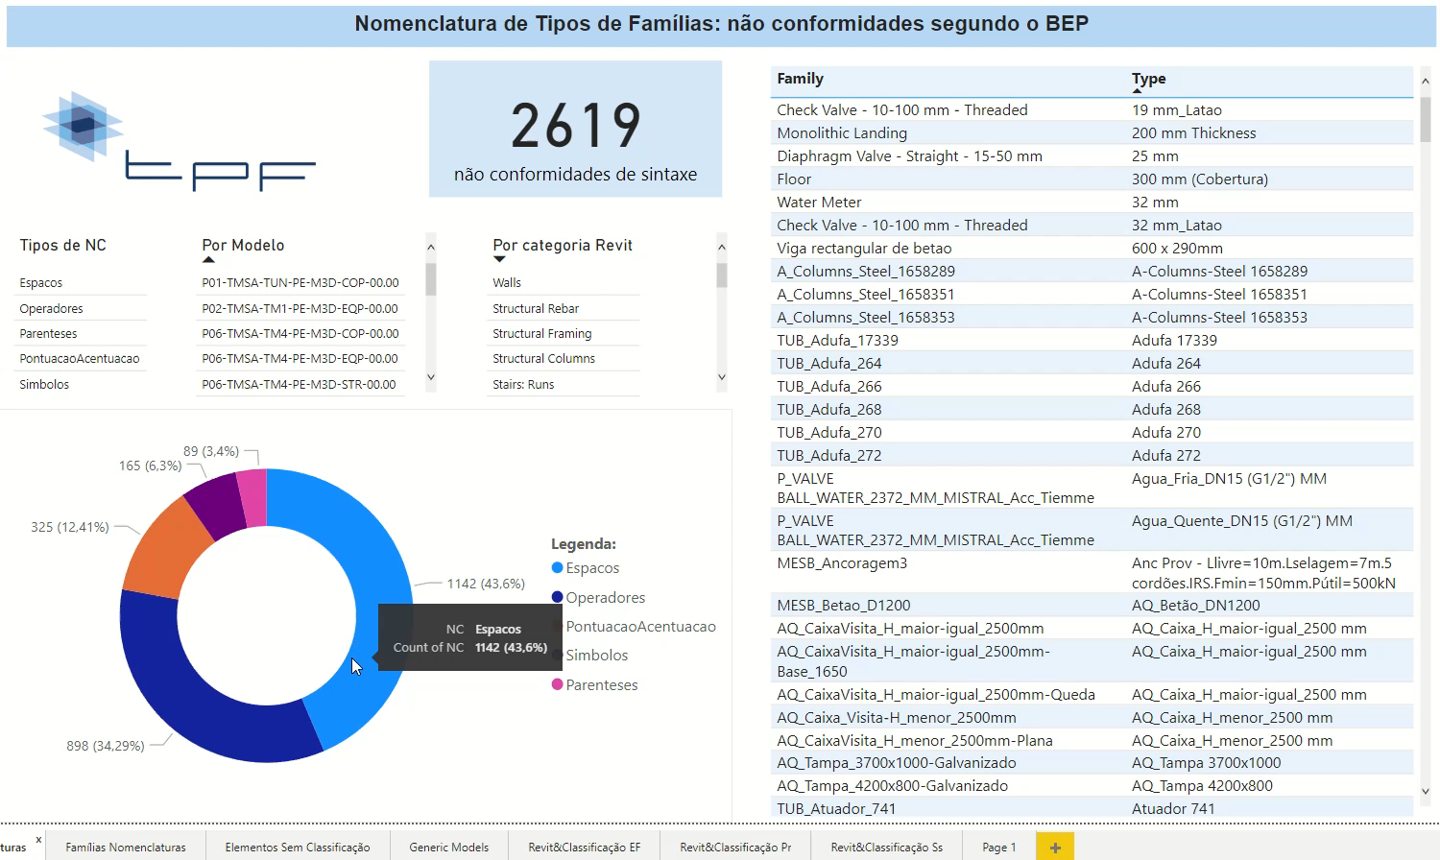 Nomenclatura de Tipos de Famílias: não conformidades segundo o BEP
tpf
2619
não conformidades de sintaxe
Tipos de NC
Espacos
Operadores
Parenteses
PontuacaoAcentuacao
Simbolos
Por Modelo
P01-TMSA-TUN-PE-M3D-COP-00.00
P02-TMSA-TM1-PE-M3D-EQP-00.00
P06-TMSA-TM4-PE-M3D-COP-00.00
P06-TMSA-TM4-PE-M3D-EQP-00.00
P06-TMSA-TM4-PE-M3D-STR-00.00
Por categoria Revit
Walls
Structural Rebar
Structural Framing
Structural Columns
Stairs: Runs
89 (3,4%)
165 (6,3%)
325 (12,41%)
1142 (43,6%)
898 (34,29%)
NC Espacos
Count of NC 1142 (43,6%)
Legenda:
Espacos
Operadores
PontuacaoAcentuacao
Simbolos
Parenteses
Family Type
Check Valve - 10-100 mm - Threaded 19 mm_Latao
Monolithic Landing 200 mm Thickness
Diaphragm Valve - Straight - 15-50 mm 25 mm
Floor 300 mm (Cobertura)
Water Meter 32 mm
Check Valve - 10-100 mm - Threaded 32 mm_Latao
Viga rectangular de betao 600 x 290mm
A_Columns_Steel_1658289 A-Columns-Steel 1658289
A_Columns_Steel_1658351 A-Columns-Steel 1658351
A_Columns_Steel_1658353 A-Columns-Steel 1658353
TUB_Adufa_17339 Adufa 17339
TUB_Adufa_264 Adufa 264
TUB_Adufa_266 Adufa 266
TUB_Adufa_268 Adufa 268
TUB_Adufa_270 Adufa 270
TUB_Adufa_272 Adufa 272
P_VALVE Agua_Fria_DN15 (G1/2") MM
BALL_WATER_2372_MM_MISTRAL_Acc_Tiemme
P_VALVE Agua_Quente_DN15 (G1/2") MM
BALL_WATER_2372_MM_MISTRAL_Acc_Tiemme
MESB_Ancoragem3 Anc Prov - Llivre=10m.Lselagem=7m.5
cordões.IRS.Fmin=150mm.Pútil=500kN
MESB_Betao_D1200 AQ_Betão_DN1200
AQ_CaixaVisita_H_maior-igual_2500mm AQ_Caixa_H_maior-igual_2500 mm
AQ_CaixaVisita_H_maior-igual_2500mm- AQ_Caixa_H_maior-igual_2500 mm
Base_1650
AQ_CaixaVisita_H_maior-igual_2500mm-Queda AQ_Caixa_H_maior-igual_2500 mm
AQ_Caixa_Visita-H_menor_2500mm AQ_Caixa_H_menor_2500 mm
AQ_CaixaVisita_H_menor_2500mm-Plana AQ_Caixa_H_menor_2500 mm
AQ_Tampa_3700x1000-Galvanizado AQ_Tampa 3700x1000
AQ_Tampa_4200x800-Galvanizado AQ_Tampa 4200x800
TUB_Atuador_741 Atuador 741
turas x Famílias Nomenclaturas Elementos Sem Classificação Generic Models Revit&Classificação EF Revit&Classificação Pr Revit&Classificação Ss Page 1 +